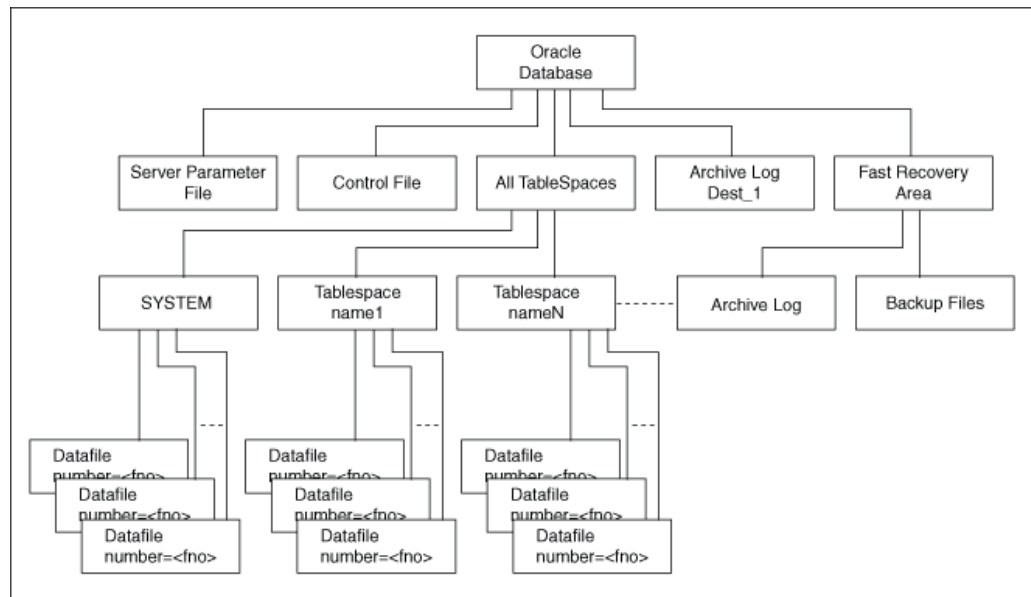 Oracle
Database
Server Parameter
File
Control File
All TableSpaces
Archive Log
Dest_1
Fast Recovery
Area
SYSTEM
Tablespace
name1
Tablespace
nameN
Archive Log
Backup Files
Datafile
number=<fno>
Datafile
number=<fno>
Datafile
number=<fno>
Datafile
number=<fno>
Datafile
number=<fno>
Datafile
number=<fno>
Datafile
number=<fno>
Datafile
number=<fno>
Datafile
number=<fno>